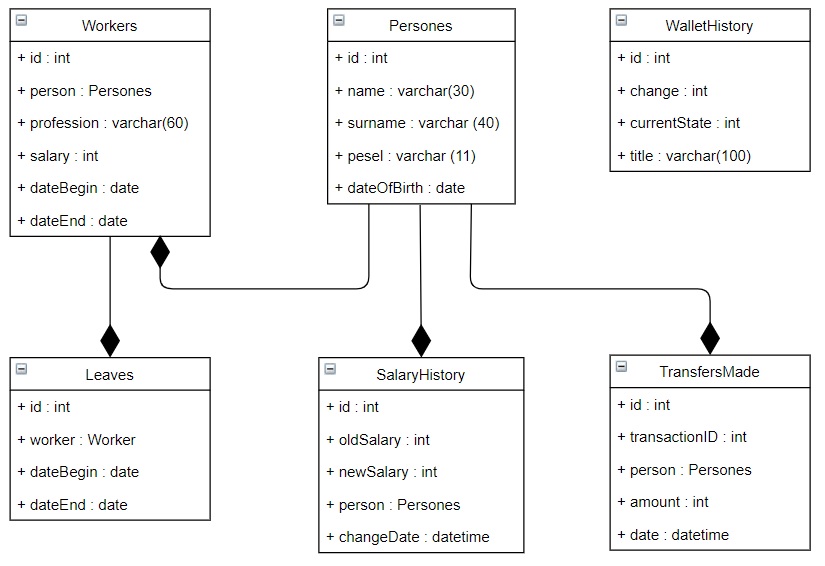 Workers
+ id : int
+ person : Persones
+ profession : varchar(60)
+ salary : int
+ dateBegin : date
+ dateEnd : date
Persones
+ id : int
+ name : varchar(30)
+ surname : varchar (40)
+ pesel : varchar (11)
+ dateOfBirth : date
WalletHistory
+ id : int
+ change : int
+ currentState : int
+ title : varchar(100)
Leaves
+ id : int
+ worker : Worker
+ dateBegin : date
+ dateEnd : date
SalaryHistory
+ id : int
+ oldSalary : int
+ newSalary : int
+ person : Persones
+ changeDate : datetime
TransfersMade
+ id : int
+ transactionID : int
+ person : Persones
+ amount : int
+ date : datetime